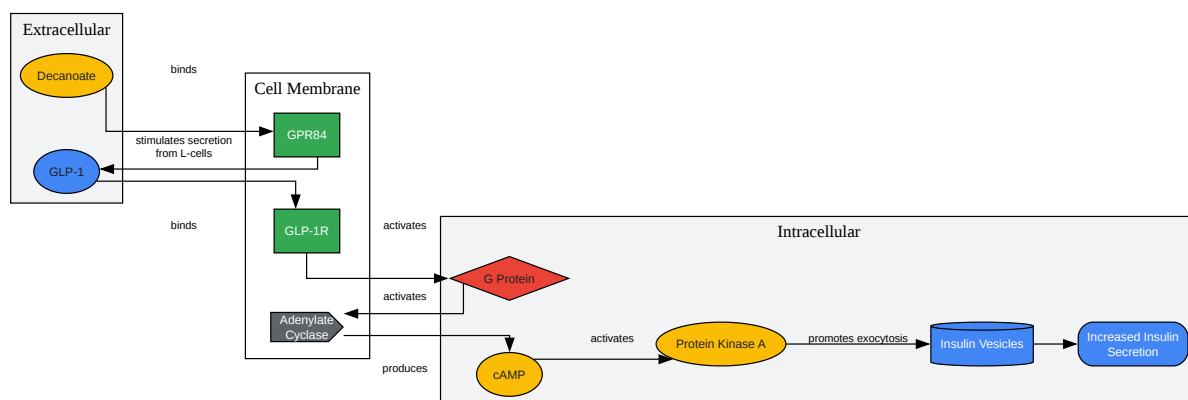 Extracellular
Decanoate
binds
Cell Membrane
GPR84
stimulates secretion
from L-cells
GLP-1
binds
GLP-1R
activates
Intracellular
G Protein
activates
Adenylate
Cyclase
activates
Protein Kinase A
promotes exocytosis
Insulin Vesicles
Increased Insulin
Secretion
produces
cAMP